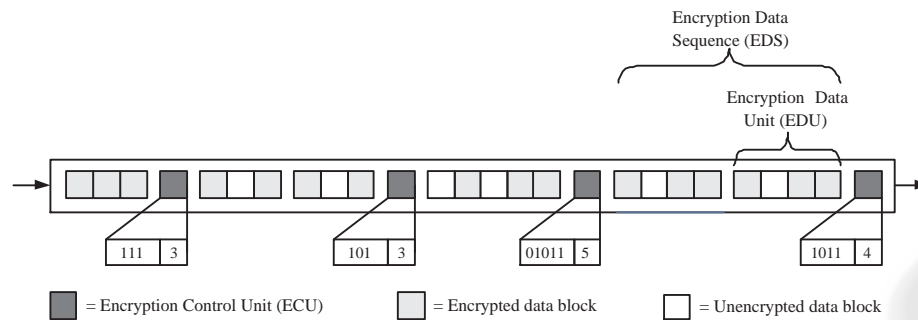 Encryption Data
Sequence (EDS)
Encryption Data
Unit (EDU)
111 3
101 3
01011 5
1011 4
= Encryption Control Unit (ECU)
= Encrypted data block
= Unencrypted data block